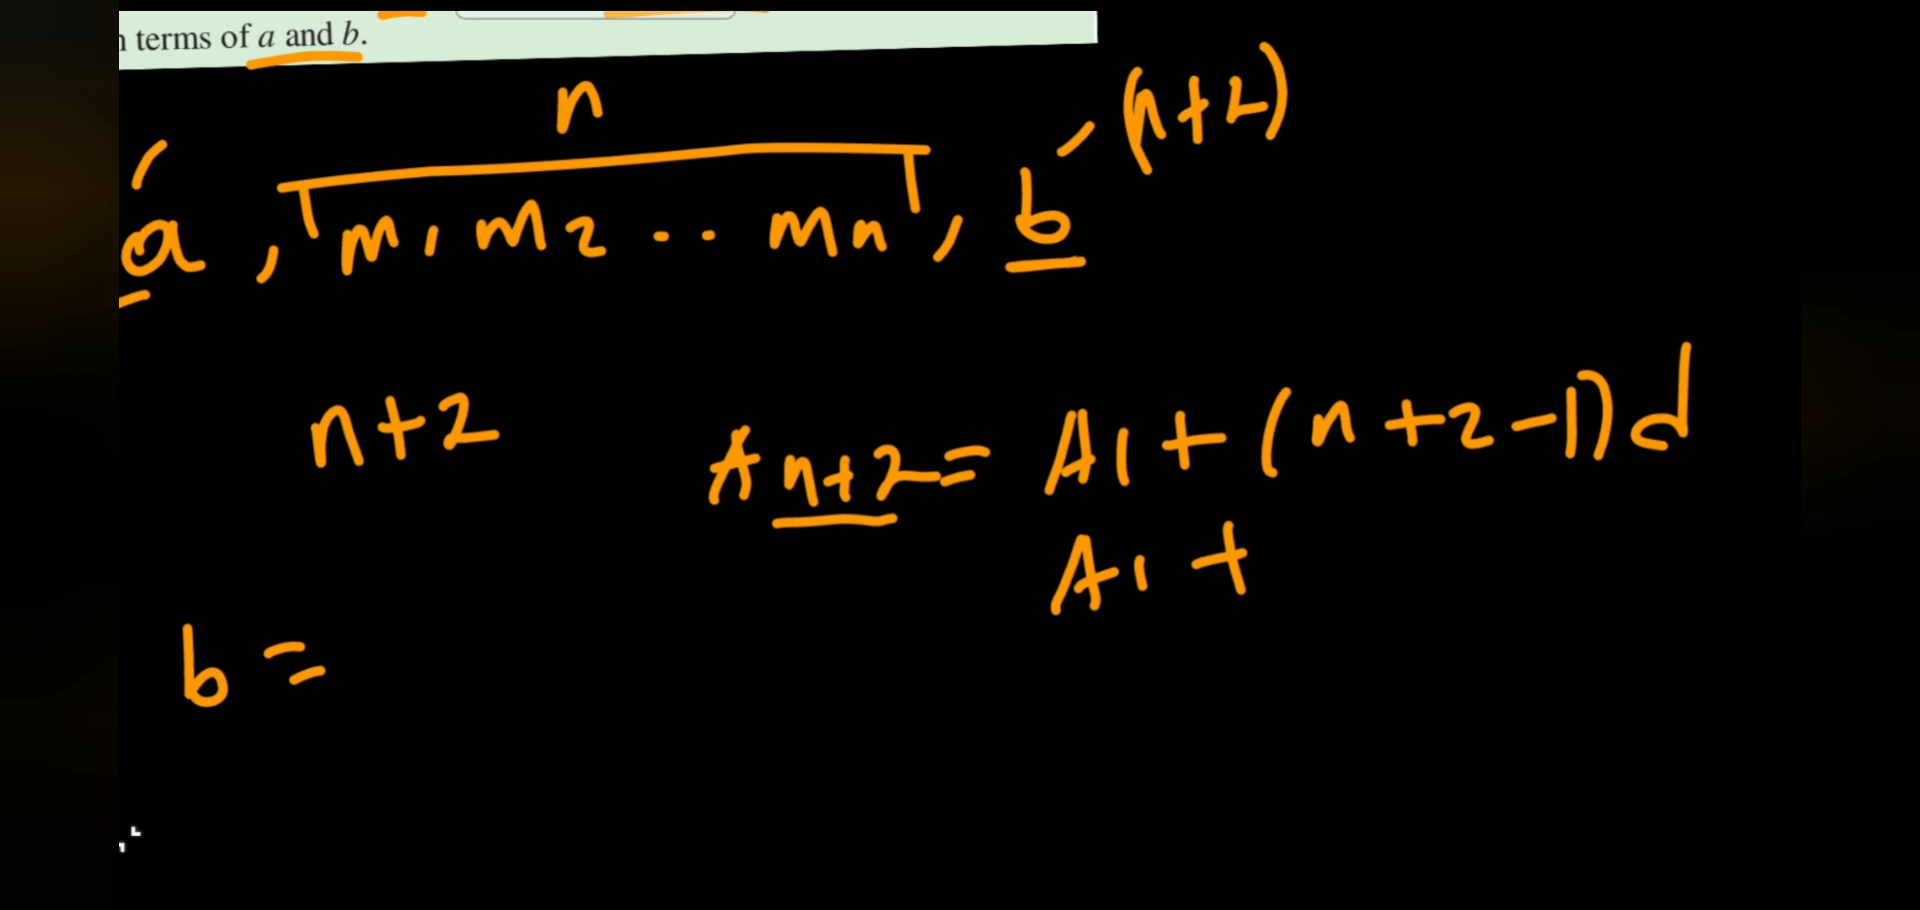 terms of a and b.
n
(n+2)
a, m1 m2 .. mn, b
n+2
An+2 = A1 + (n+2-1)d
A1 +
b =